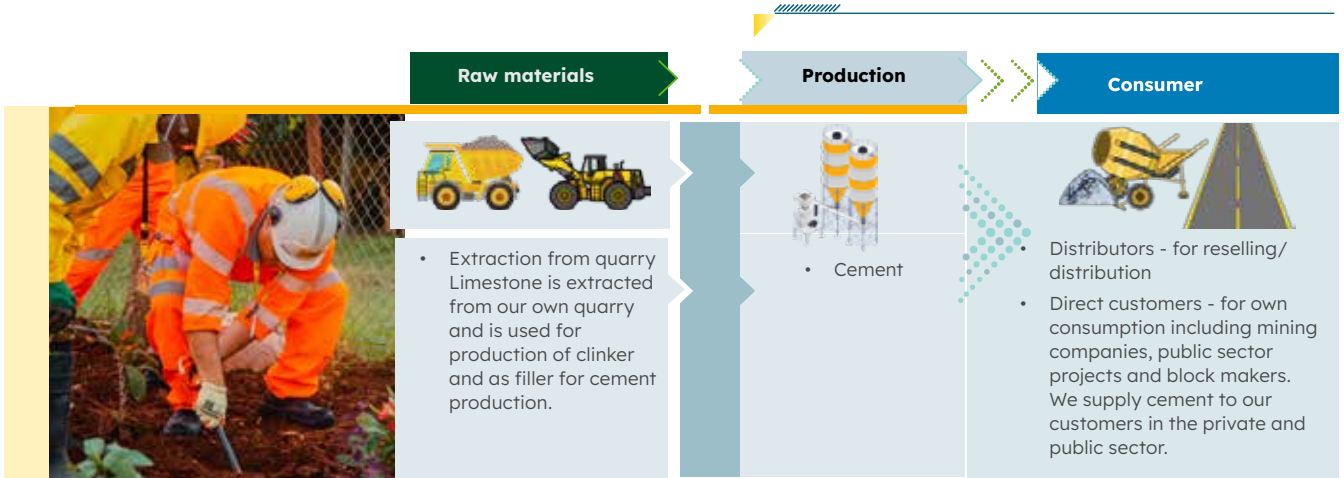 Raw materials
Production
Consumer
• Extraction from quarry
Limestone is extracted
from our own quarry
and is used for
production of clinker
and as filler for cement
production.
• Cement
• Distributors - for reselling/
distribution
• Direct customers - for own
consumption including mining
companies, public sector
projects and block makers.
We supply cement to our
customers in the private and
public sector.